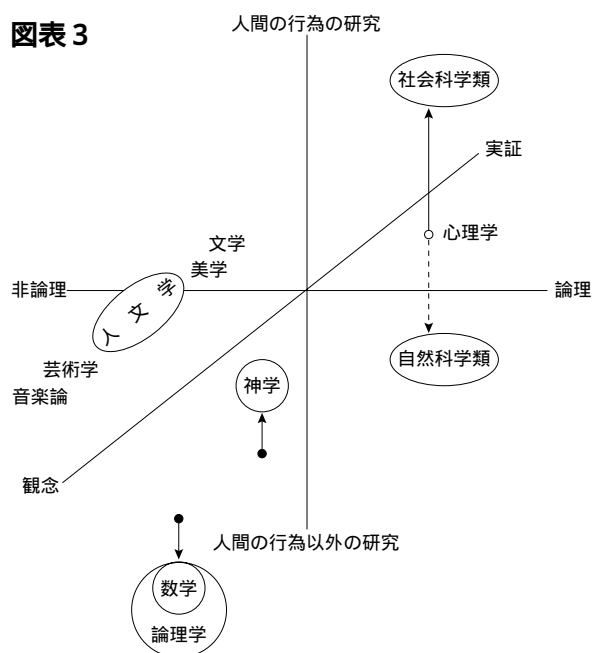 図表3
人間の行為の研究
社会科学類
実証
心理学
文学
美学
非論理
人文学
論理
自然科学類
芸術学
音楽論
神学
観念
人間の行為以外の研究
数学
論理学